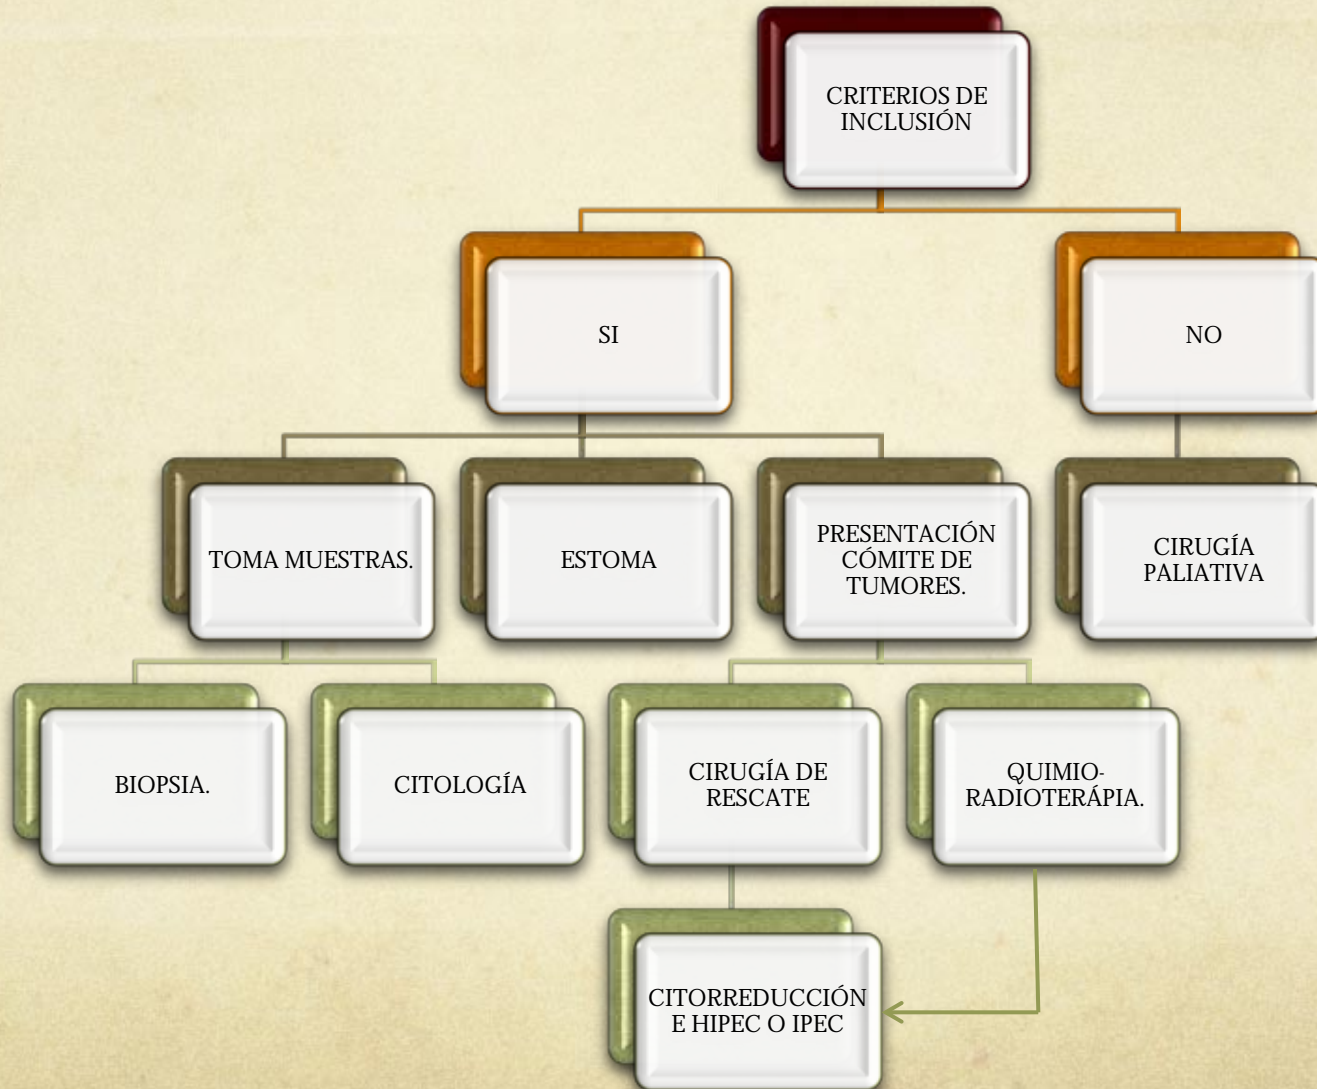 CRITERIOS DE
INCLUSIÓN
SI
NO
TOMA MUESTRAS.
ESTOMA
PRESENTACIÓN
CÓMITE DE
TUMORES.
CIRUGÍA
PALIATIVA
BIOPSIA.
CITOLOGÍA
CIRUGÍA DE
RESCATE
QUIMIO-
RADIOTERÁPIA.
CITORREDUCCIÓN
E HIPEC O IPEC